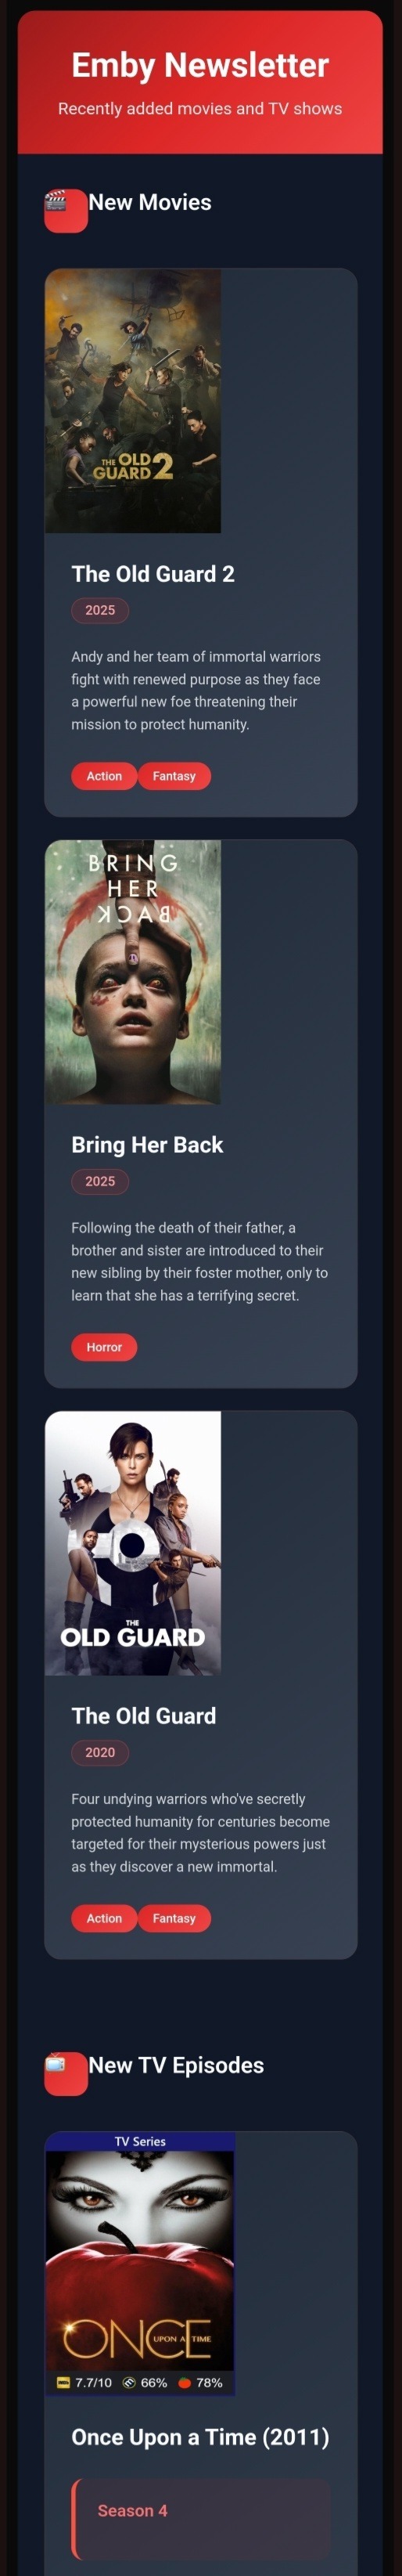 Emby Newsletter
Recently added movies and TV shows
New Movies
THE OLD
GUARD 2
The Old Guard 2
2025
Andy and her team of immortal warriors
fight with renewed purpose as they face
a powerful new foe threatening their
mission to protect humanity.
Action Fantasy
BRING
HER
BACK
Bring Her Back
2025
Following the death of their father, a
brother and sister are introduced to their
new sibling by their foster mother, only to
learn that she has a terrifying secret.
Horror
THE
OLD GUARD
The Old Guard
2020
Four undying warriors who've secretly
protected humanity for centuries become
targeted for their mysterious powers just
as they discover a new immortal.
Action Fantasy
New TV Episodes
TV Series
ONCE
UPON A TIME
7.7/10 66% 78%
Once Upon a Time (2011)
Season 4